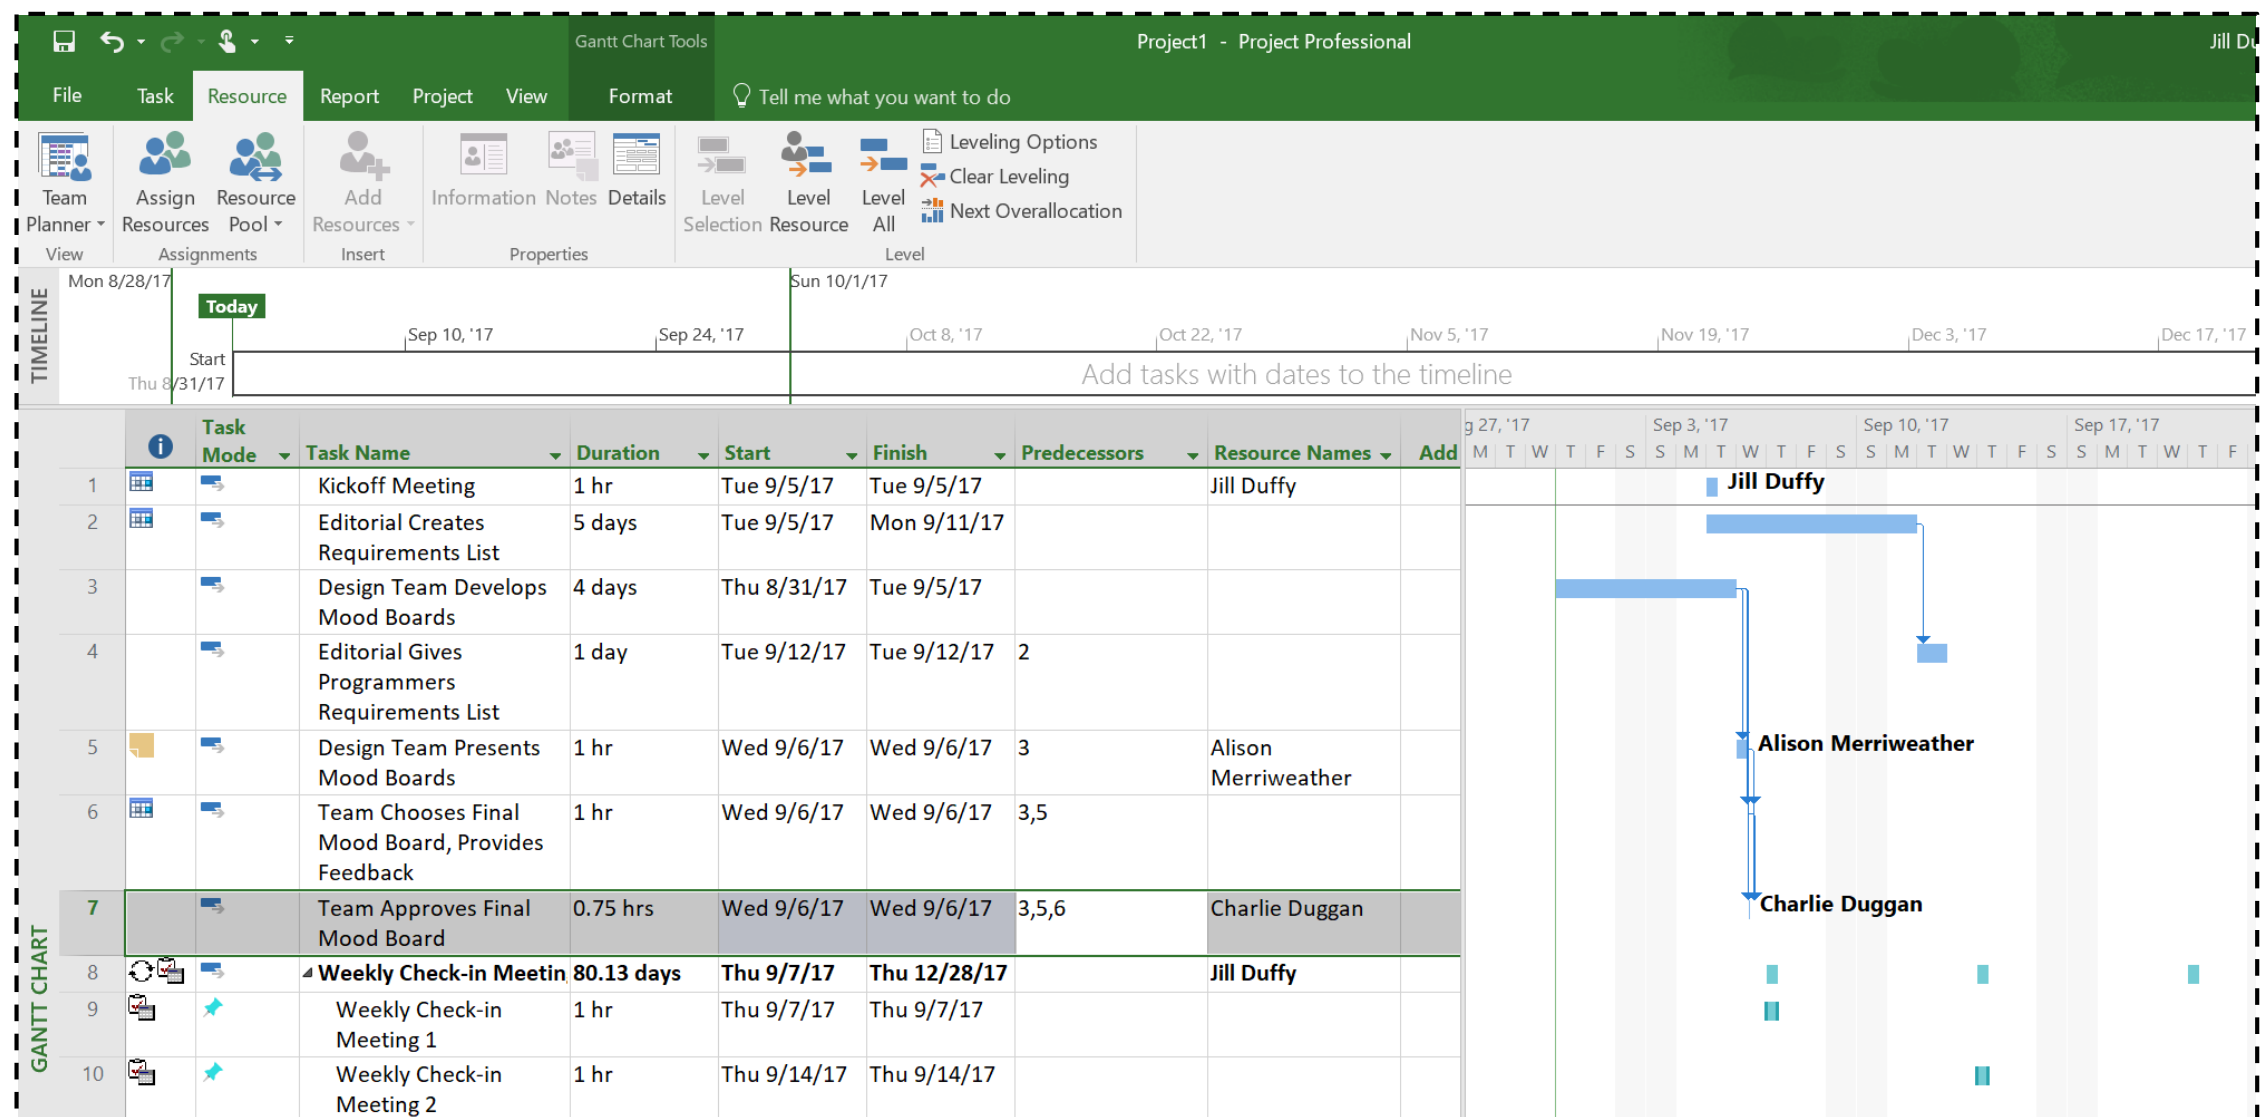 Gantt Chart Tools
Project1 - Project Professional
Jill Du
File Task Resource Report Project View Format Tell me what you want to do
Team Planner
Assign Resources
Resource Pool
Add Resources
Information Notes Details
Level Selection
Level Resource
Level All
Leveling Options
Clear Leveling
Next Overallocation
View Assignments Insert Properties Level
TIMELINE
Mon 8/28/17
Sun 10/1/17
Today
Sep 10, '17 Sep 24, '17 Oct 8, '17 Oct 22, '17 Nov 5, '17 Nov 19, '17 Dec 3, '17 Dec 17, '17
Start
Thu 8/31/17
Add tasks with dates to the timeline
GANTT CHART
Task Mode Task Name Duration Start Finish Predecessors Resource Names Add
g 27, '17 Sep 3, '17 Sep 10, '17 Sep 17, '17
M T W T F S S M T W T F S S M T W T F S S M T W T F
1 Kickoff Meeting 1 hr Tue 9/5/17 Tue 9/5/17 Jill Duffy
Jill Duffy
2 Editorial Creates Requirements List 5 days Tue 9/5/17 Mon 9/11/17
3 Design Team Develops Mood Boards 4 days Thu 8/31/17 Tue 9/5/17
4 Editorial Gives Programmers Requirements List 1 day Tue 9/12/17 Tue 9/12/17 2
5 Design Team Presents Mood Boards 1 hr Wed 9/6/17 Wed 9/6/17 3 Alison Merriweather
Alison Merriweather
6 Team Chooses Final Mood Board, Provides Feedback 1 hr Wed 9/6/17 Wed 9/6/17 3,5
7 Team Approves Final Mood Board 0.75 hrs Wed 9/6/17 Wed 9/6/17 3,5,6 Charlie Duggan
Charlie Duggan
8 Weekly Check-in Meetin 80.13 days Thu 9/7/17 Thu 12/28/17 Jill Duffy
9 Weekly Check-in Meeting 1 1 hr Thu 9/7/17 Thu 9/7/17
10 Weekly Check-in Meeting 2 1 hr Thu 9/14/17 Thu 9/14/17